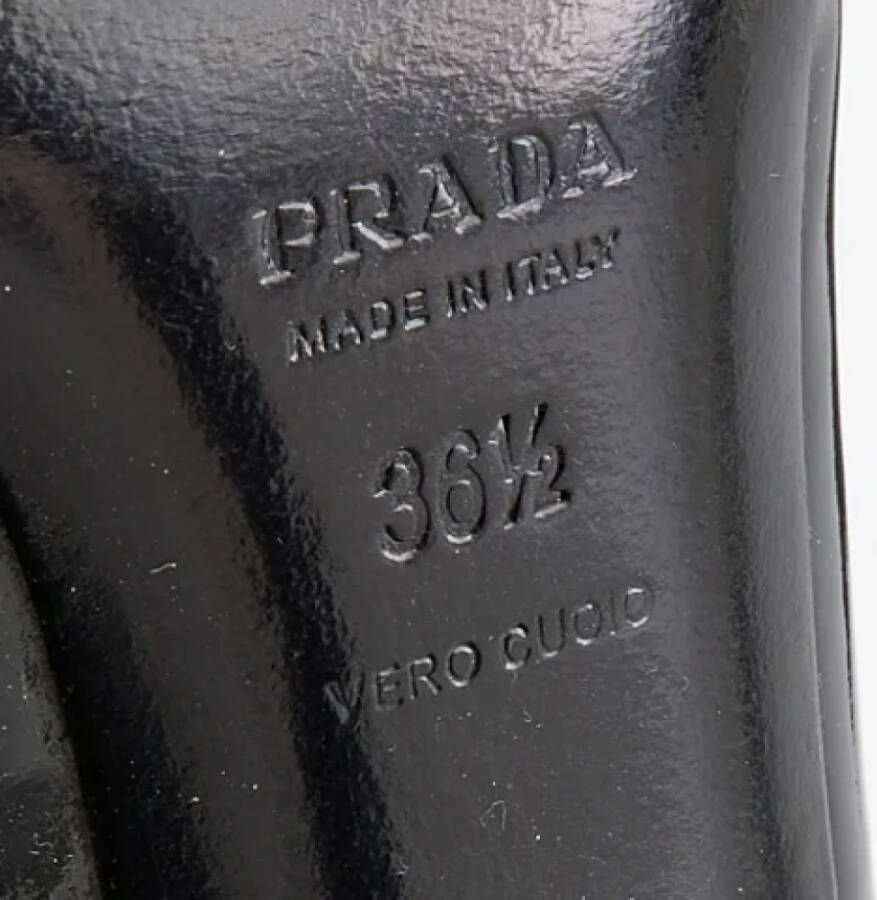 PRADA
MADE IN ITALY
36½
VERO CUOIO